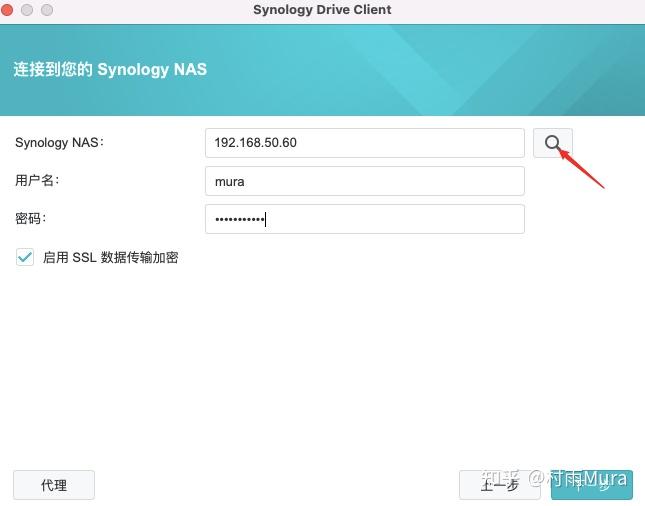 Synology Drive Client
连接到您的 Synology NAS
Synology NAS：
192.168.50.60
用户名：
mura
密码：
•••••••••••
启用 SSL 数据传输加密
代理
上一步
下一步
知乎 @村雨Mura